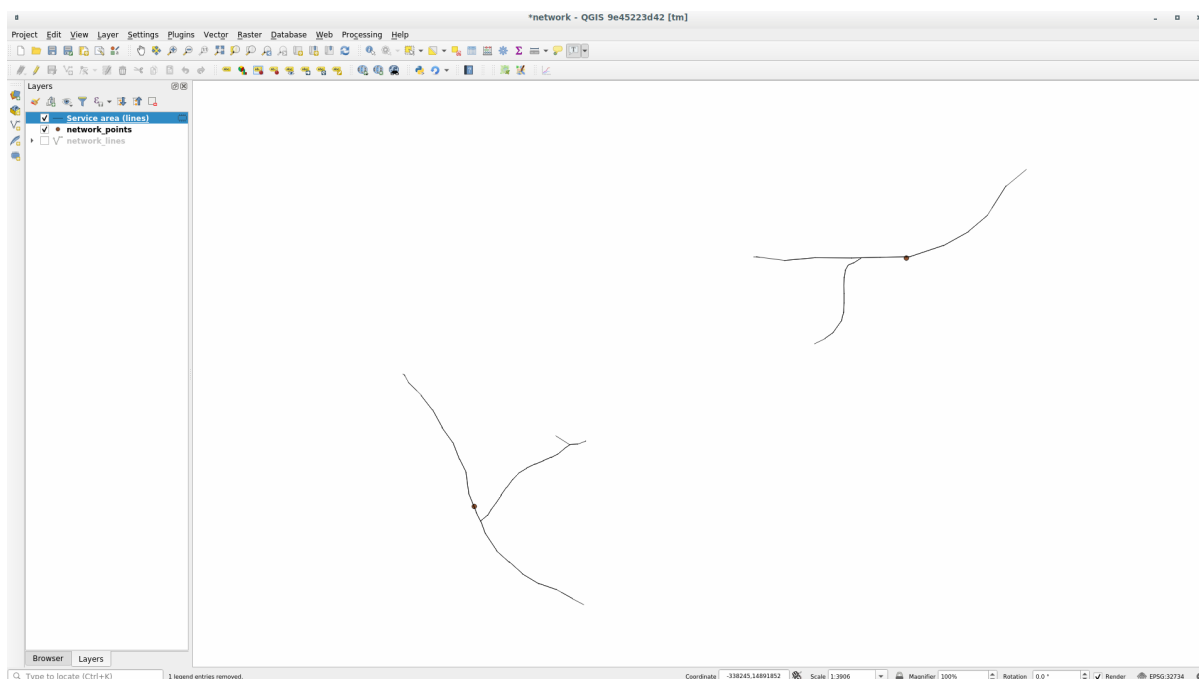 *network - QGIS 9e45223d42 [tm]
Project Edit View Layer Settings Plugins Vector Raster Database Web Processing Help
Layers
Service area (lines)
network_points
network_lines
Browser Layers
Type to locate (Ctrl+K) 1 legend entries removed. Coordinate -338245,14891852 Scale 1:3906 Magnifier 100% Rotation 0.0 ° Render EPSG:32734